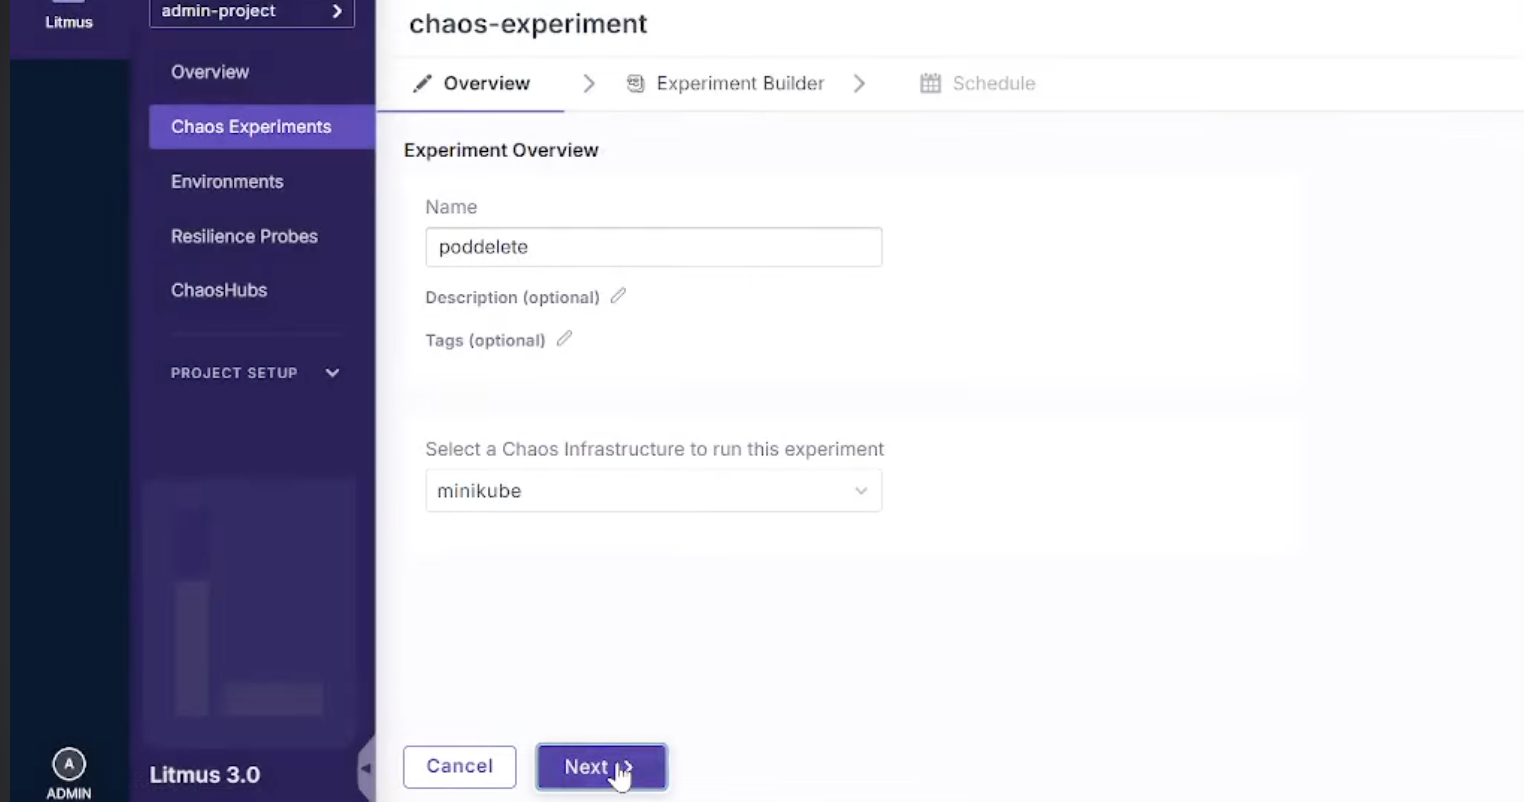 Litmus
admin-project
Overview
Chaos Experiments
Environments
Resilience Probes
ChaosHubs
PROJECT SETUP
Litmus 3.0
A
ADMIN
chaos-experiment
Overview
Experiment Builder
Schedule
Experiment Overview
Name
poddelete
Description (optional)
Tags (optional)
Select a Chaos Infrastructure to run this experiment
minikube
Cancel
Next